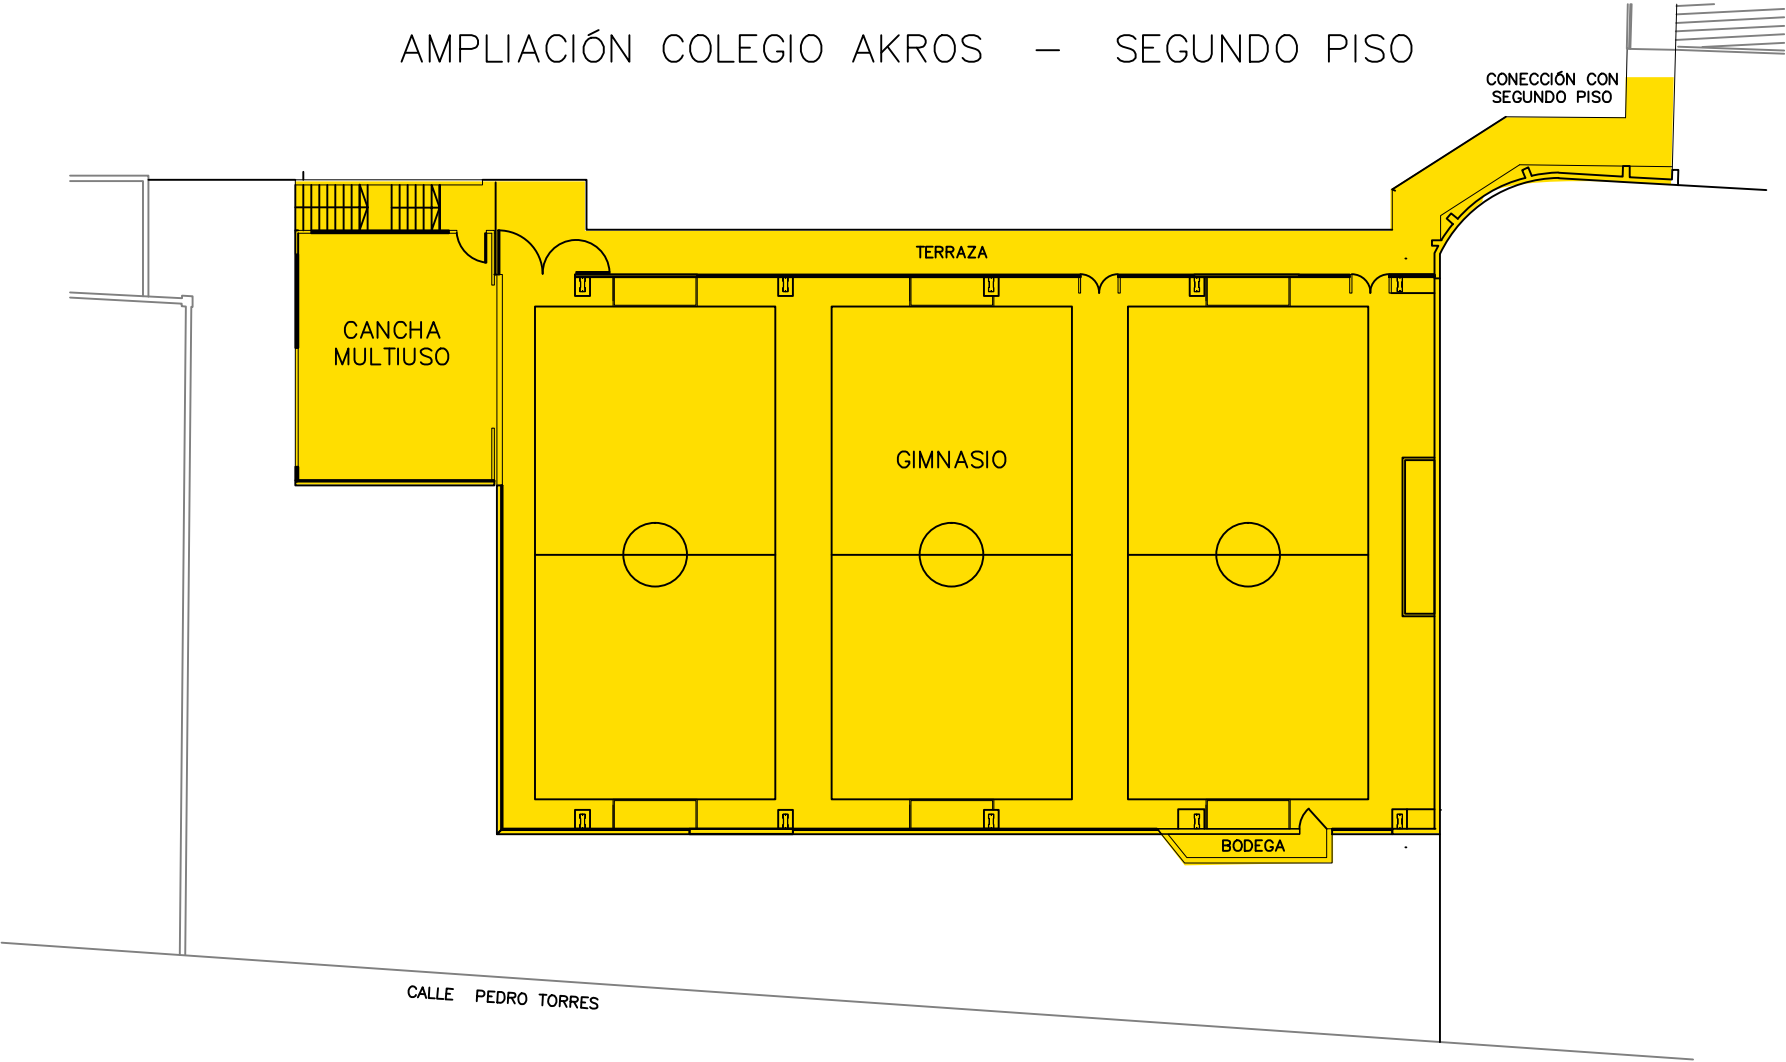 AMPLIACIÓN COLEGIO AKROS – SEGUNDO PISO
CONECCIÓN CON
SEGUNDO PISO
TERRAZA
CANCHA
MULTIUSO
GIMNASIO
BODEGA
CALLE PEDRO TORRES